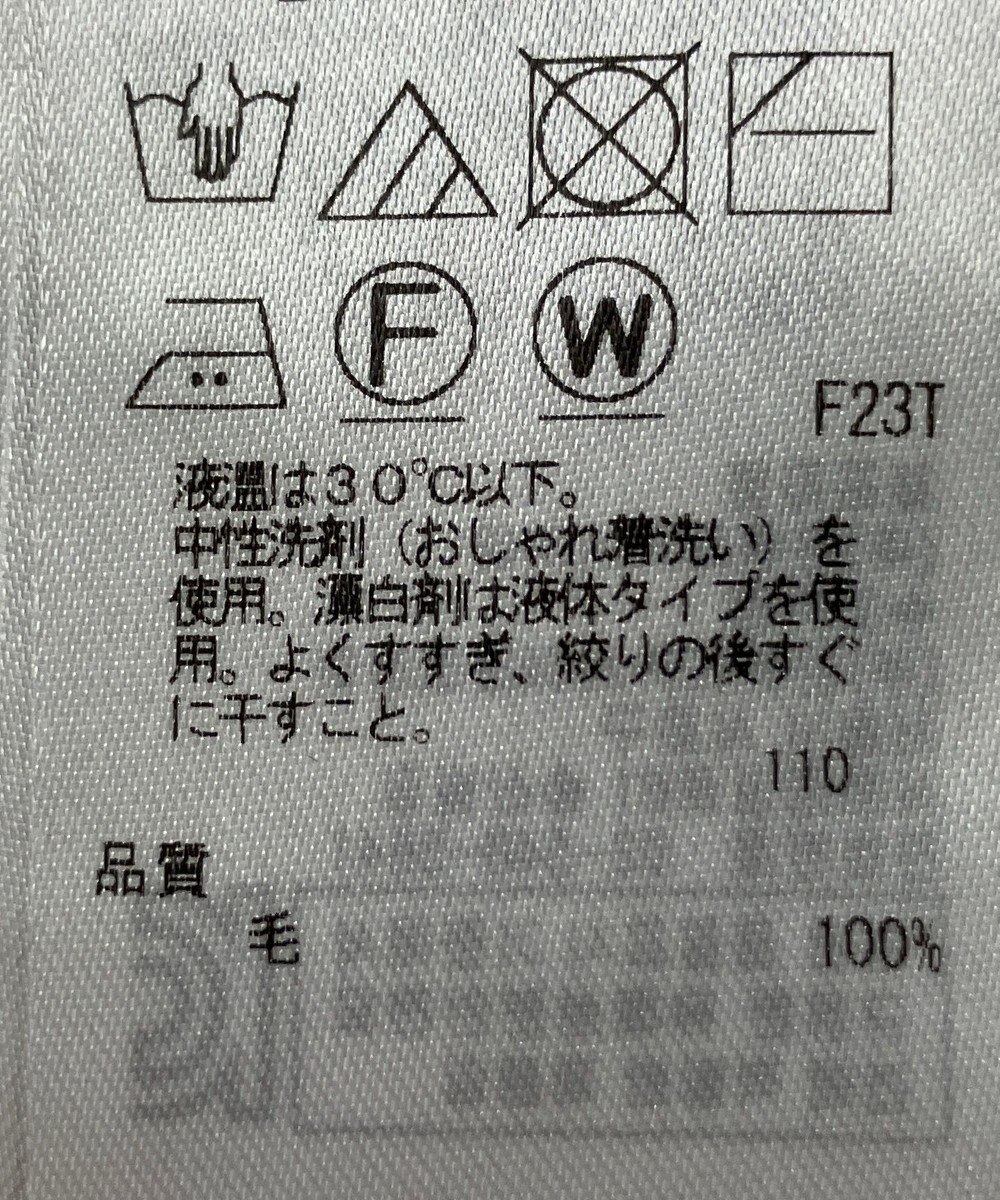 F W
F23T
液温は30℃以下。
中性洗剤（おしゃれ着洗い）を
使用。漂白剤は液体タイプを使
用。よくすすぎ、絞りの後すぐ
に干すこと。
110
品質
毛 100%